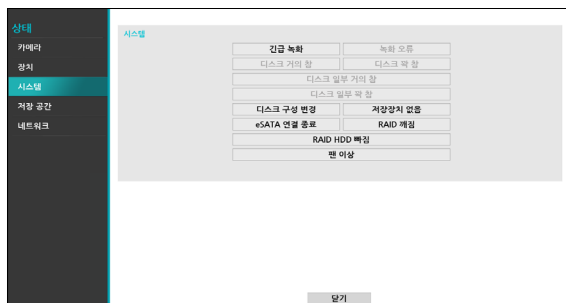 상태
카메라
장치
시스템
저장 공간
네트워크
시스템
긴급 녹화
녹화 오류
디스크 거의 참
디스크 꽉 참
디스크 일부 거의 참
디스크 일부 꽉 참
디스크 구성 변경
저장장치 없음
eSATA 연결 종료
RAID 깨짐
RAID HDD 빠짐
팬 이상
닫기